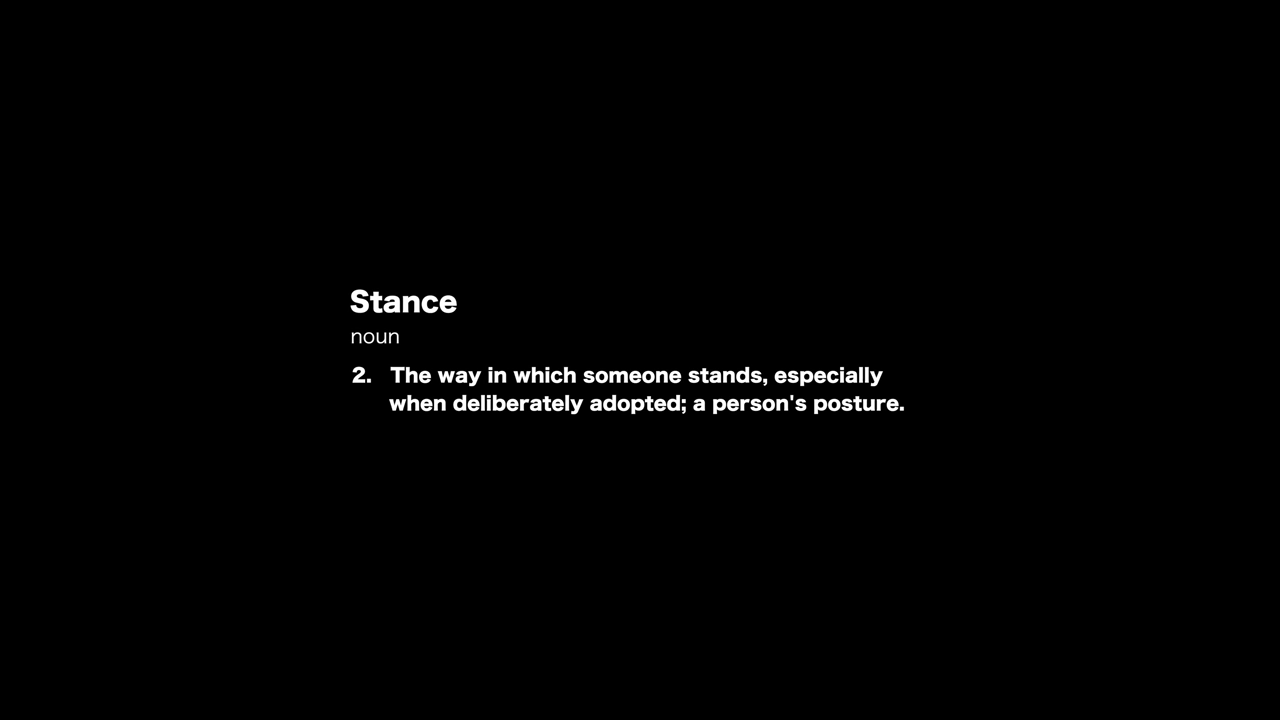 Stance
noun
2. The way in which someone stands, especially
when deliberately adopted; a person's posture.